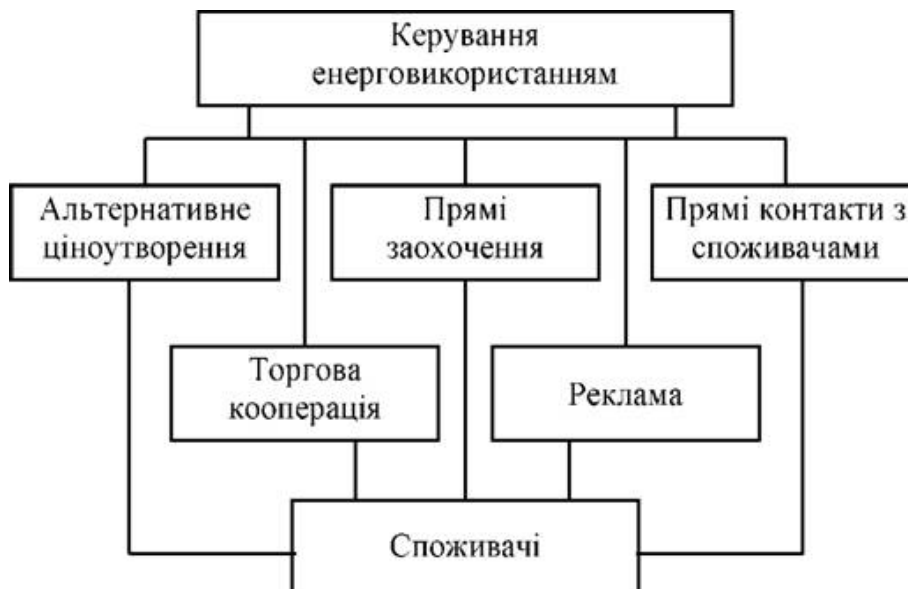 Керування
енерговикористанням
Альтернативне
ціноутворення
Прямі
заохочення
Прямі контакти з
споживачами
Торгова
кооперація
Реклама
Споживачі